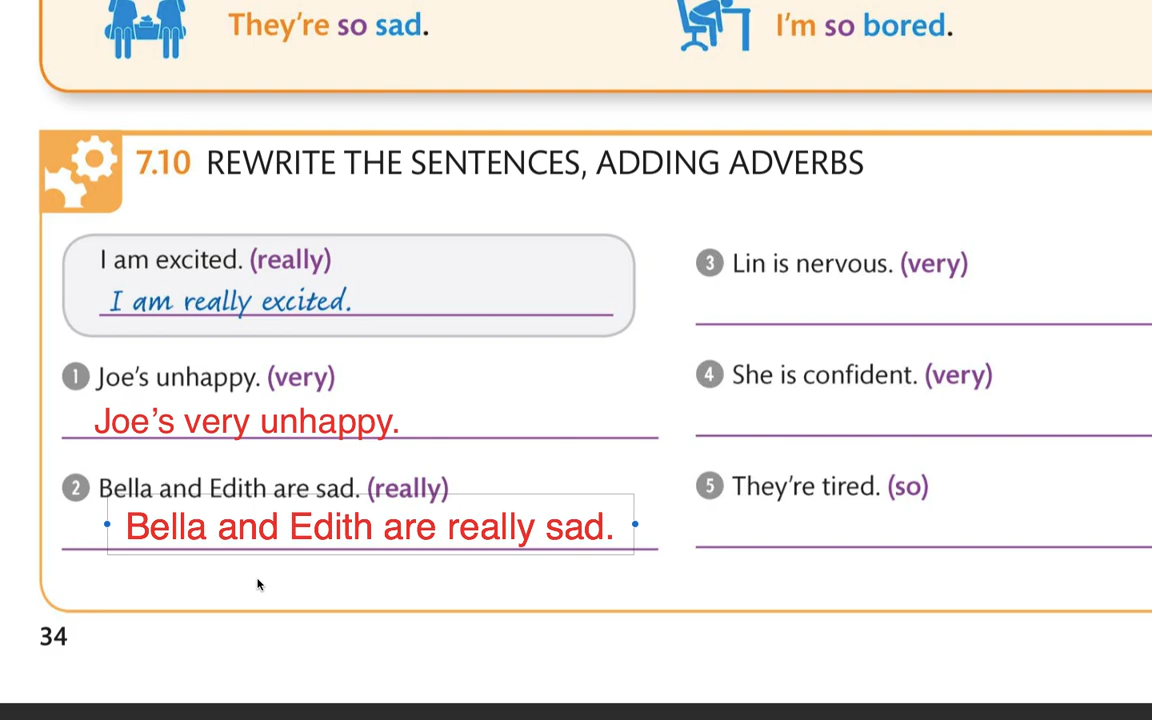 They're so sad.
I'm so bored.
7.10 REWRITE THE SENTENCES, ADDING ADVERBS
I am excited. (really)
I am really excited.
1 Joe's unhappy. (very)
Joe's very unhappy.
2 Bella and Edith are sad. (really)
Bella and Edith are really sad.
3 Lin is nervous. (very)
4 She is confident. (very)
5 They're tired. (so)
34